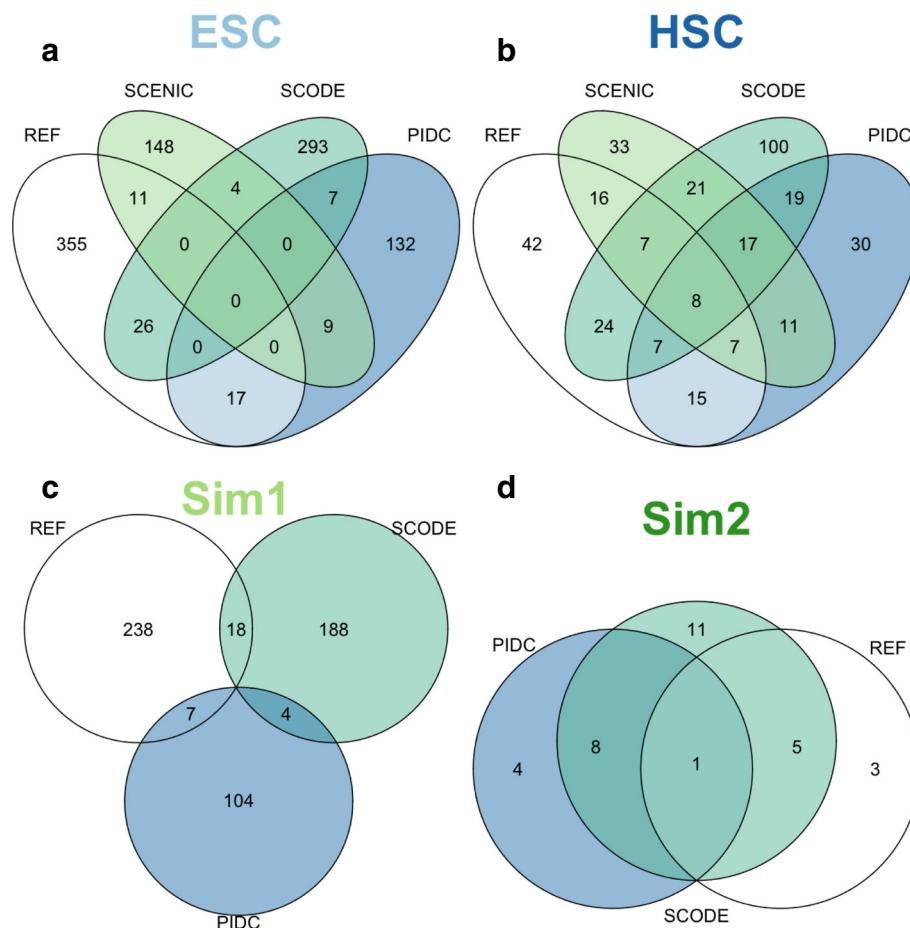 a ESC
SCENIC SCODE
REF PIDC
148 293
11 4 7
355 0 0 132
0
26 0 0 9
17
b HSC
SCENIC SCODE
REF PIDC
33 100
16 21 19
42 7 17 30
8
24 7 7 11
15
c Sim1
REF SCODE
238 18 188
7 4
104
PIDC
d Sim2
11
PIDC REF
4 8 1 5 3
SCODE